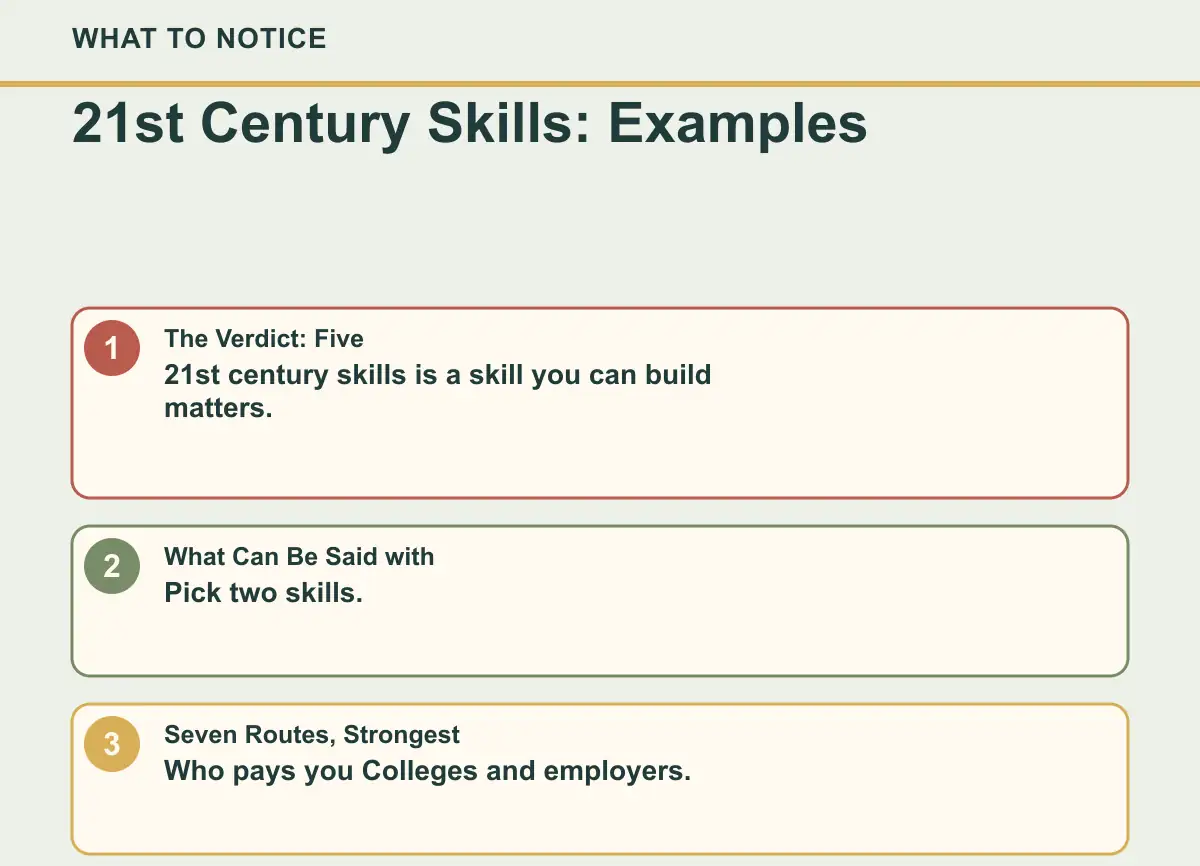 WHAT TO NOTICE
21st Century Skills: Examples
1
The Verdict: Five
21st century skills is a skill you can build
matters.
2
What Can Be Said with
Pick two skills.
3
Seven Routes, Strongest
Who pays you Colleges and employers.